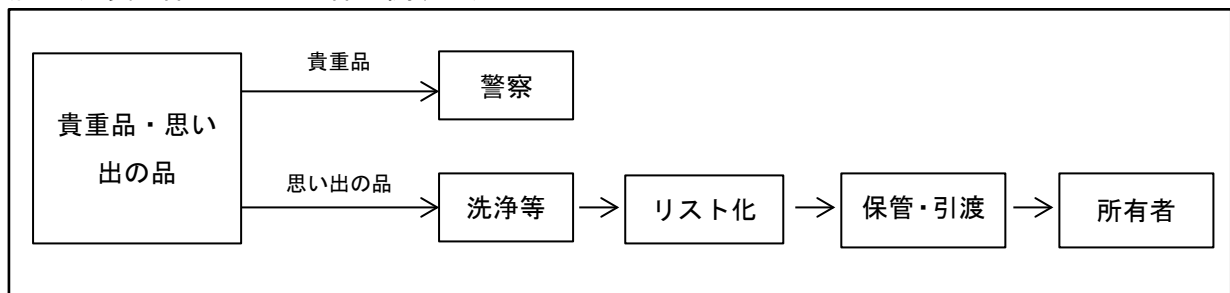 貴重品・思い
出の品
貴重品
警察
思い出の品
洗浄等
リスト化
保管・引渡
所有者